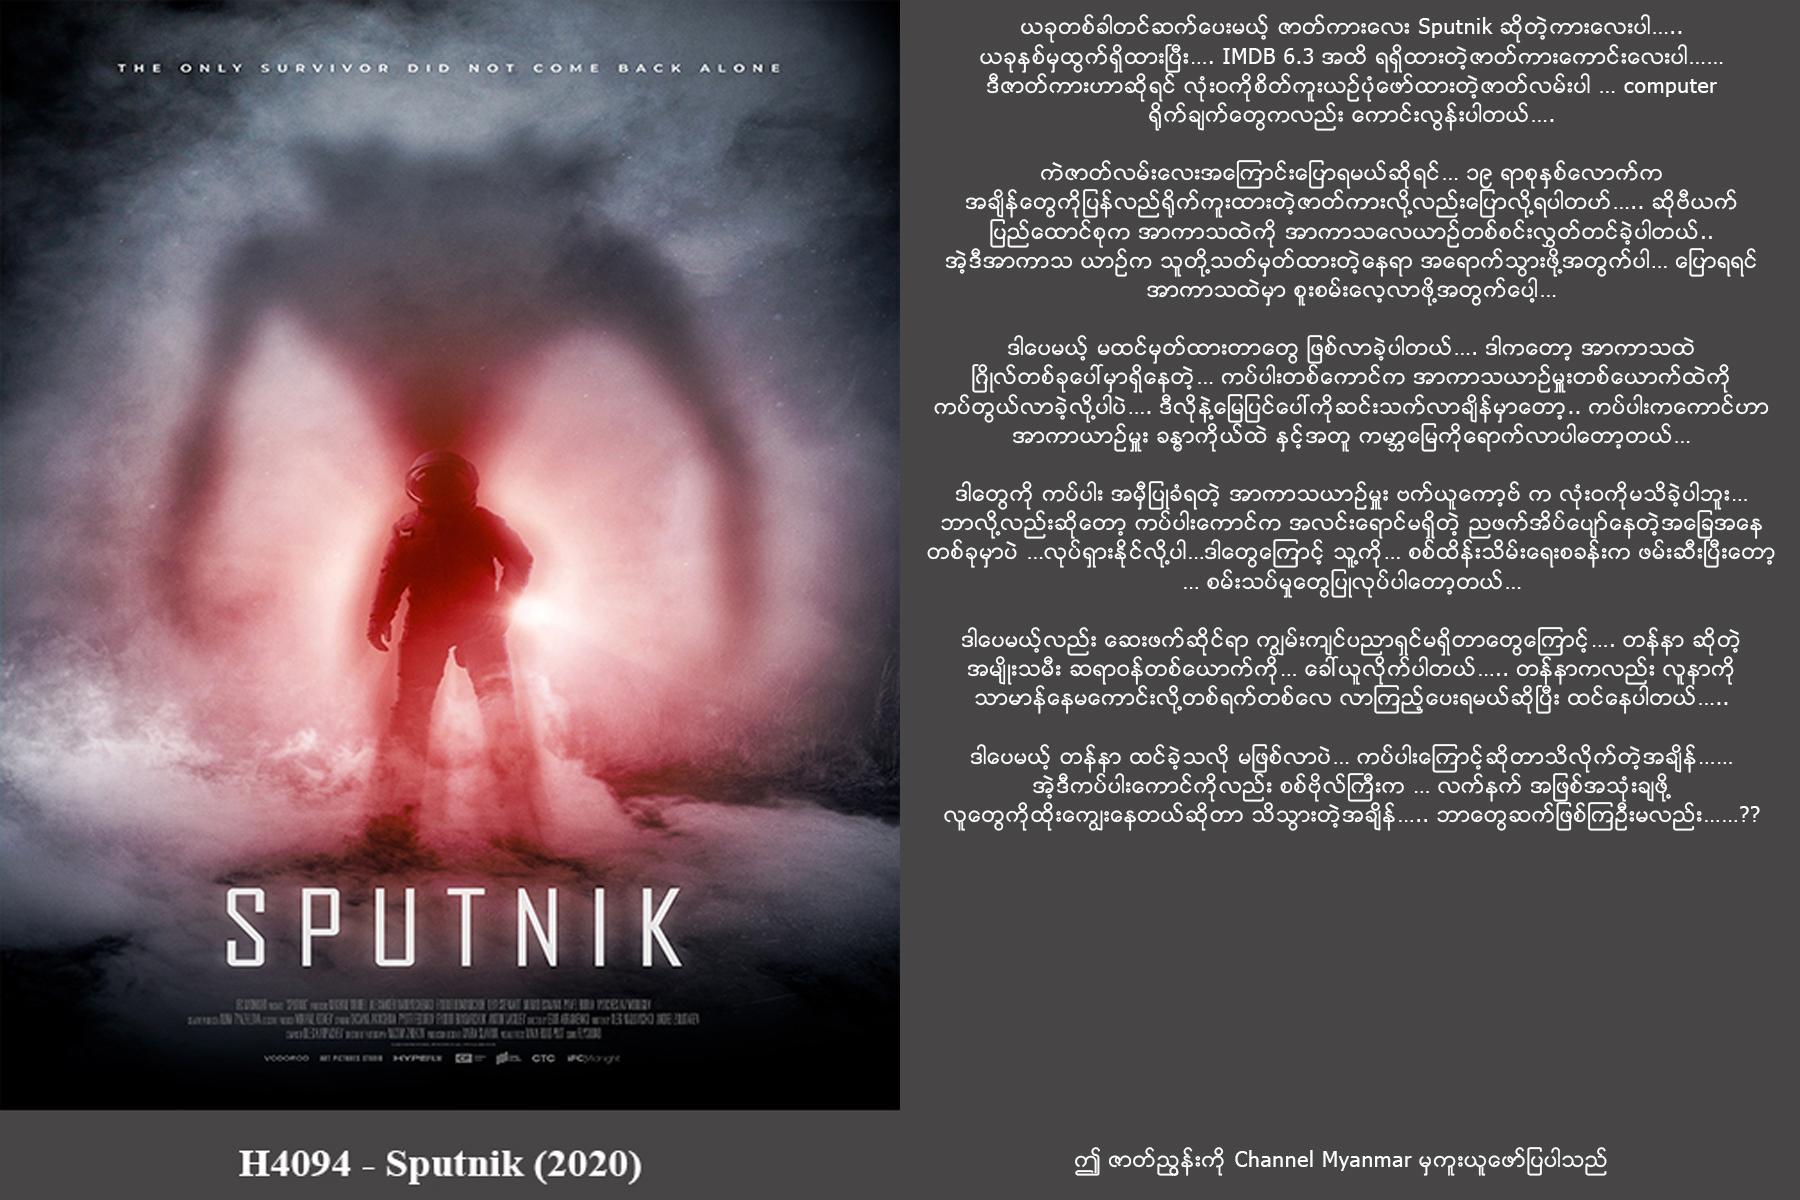 THE ONLY SURVIVOR DID NOT COME BACK ALONE
SPUTNIK
VODOROD ART PICTURES STUDIO HYPEFILM CTC IFC Midnight
H4094 - Sputnik (2020)
ယခုတစ်ခါတင်ဆက်ပေးမယ့် ဇာတ်ကားလေး Sputnik ဆိုတဲ့ကားလေးပါ.....
ယခုနှစ်မှထွက်ရှိထားပြီး.... IMDB 6.3 အထိ ရရှိထားတဲ့ဇာတ်ကားကောင်းလေးပါ......
ဒီဇာတ်ကားဟာဆိုရင် လုံးဝကိုစိတ်ကူးယဉ်ပုံဖော်ထားတဲ့ဇာတ်လမ်းပါ ... computer
ရိုက်ချက်တွေကလည်း ကောင်းလွန်းပါတယ်....
ကဲဇာတ်လမ်းလေးအကြောင်းပြောရမယ်ဆိုရင်... ၁၉ ရာစုနှစ်လောက်က
အချိန်တွေကိုပြန်လည်ရိုက်ကူးထားတဲ့ဇာတ်ကားလို့လည်းပြောလို့ရပါတဟ်..... ဆိုဗီယက်
ပြည်ထောင်စုက အာကာသထဲကို အာကာသလေယာဉ်တစ်စင်းလွှတ်တင်ခဲ့ပါတယ်..
အဲ့ဒီအာကာသ ယာဉ်က သူတို့သတ်မှတ်ထားတဲ့နေရာ အရောက်သွားဖို့အတွက်ပါ... ပြောရရင်
အာကာသထဲမှာ စူးစမ်းလေ့လာဖို့အတွက်ပေါ့...
ဒါပေမယ့် မထင်မှတ်ထားတာတွေ ဖြစ်လာခဲ့ပါတယ်.... ဒါကတော့ အာကာသထဲ
ဂြိုလ်တစ်ခုပေါ်မှာရှိနေတဲ့... ကပ်ပါးတစ်ကောင်က အာကာသယာဉ်မှူးတစ်ယောက်ထဲကို
ကပ်တွယ်လာခဲ့လို့ပါပဲ.... ဒီလိုနဲ့မြေပြင်ပေါ်ကိုဆင်းသက်လာချိန်မှာတော့.. ကပ်ပါးကကောင်ဟာ
အာကာယာဉ်မှူး ခန္ဓာကိုယ်ထဲ နှင့်အတူ ကမ္ဘာမြေကိုရောက်လာပါတော့တယ်...
ဒါတွေကို ကပ်ပါး အမှီပြုခံရတဲ့ အာကာသယာဉ်မှူး ဗက်ယူကော့ဗ် က လုံးဝကိုမသိခဲ့ပါဘူး...
ဘာလို့လည်းဆိုတော့ ကပ်ပါးကောင်က အလင်းရောင်မရှိတဲ့ ညဖက်အိပ်ပျော်နေတဲ့အခြေအနေ
တစ်ခုမှာပဲ ...လုပ်ရှားနိုင်လို့ပါ...ဒါတွေကြောင့် သူ့ကို... စစ်ထိန်းသိမ်းရေးစခန်းက ဖမ်းဆီးပြီးတော့
... စမ်းသပ်မှုတွေပြုလုပ်ပါတော့တယ်...
ဒါပေမယ့်လည်း ဆေးဖက်ဆိုင်ရာ ကျွမ်းကျင်ပညာရှင်မရှိတာတွေကြောင့်.... တန်နာ ဆိုတဲ့
အမျိုးသမီး ဆရာဝန်တစ်ယောက်ကို... ခေါ်ယူလိုက်ပါတယ်..... တန်နာကလည်း လူနာကို
သာမာန်နေမကောင်းလို့တစ်ရက်တစ်လေ လာကြည့်ပေးရမယ်ဆိုပြီး ထင်နေပါတယ်.....
ဒါပေမယ့် တန်နာ ထင်ခဲ့သလို မဖြစ်လာပဲ... ကပ်ပါးကြောင့်ဆိုတာသိလိုက်တဲ့အချိန်......
အဲ့ဒီကပ်ပါးကောင်ကိုလည်း စစ်ဗိုလ်ကြီးက ... လက်နက် အဖြစ်အသုံးချဖို့
လူတွေကိုထိုးကျွေးနေတယ်ဆိုတာ သိသွားတဲ့အချိန်..... ဘာတွေဆက်ဖြစ်ကြဦးမလည်း......??
ဤ ဇာတ်ညွှန်းကို Channel Myanmar မှကူးယူဖော်ပြပါသည်